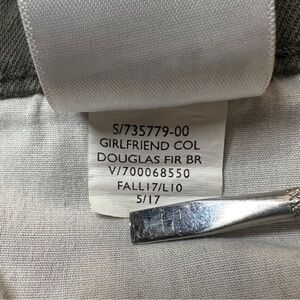 S/735779-00
GIRLFRIEND COL
DOUGLAS FIR BR
V/700068550
FALL17/L10
5/17